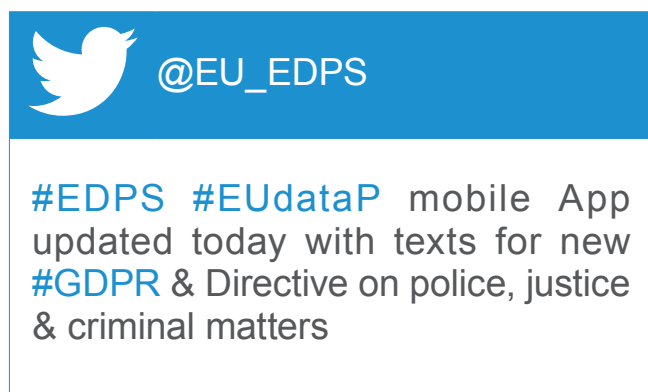 @EU_EDPS
#EDPS #EUdataP mobile App
updated today with texts for new
#GDPR & Directive on police, justice
& criminal matters